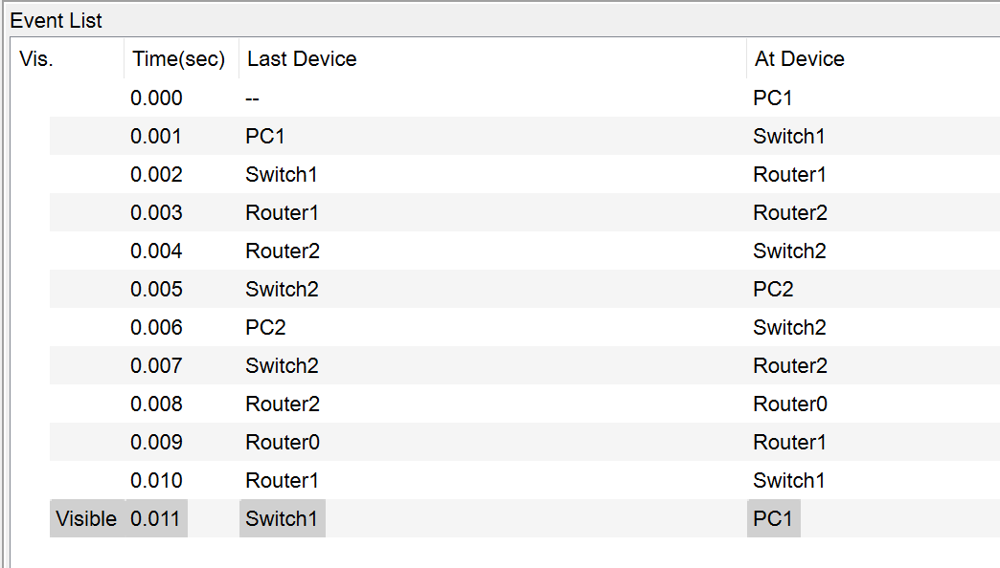 Event List
Vis. Time(sec) Last Device At Device
0.000 -- PC1
0.001 PC1 Switch1
0.002 Switch1 Router1
0.003 Router1 Router2
0.004 Router2 Switch2
0.005 Switch2 PC2
0.006 PC2 Switch2
0.007 Switch2 Router2
0.008 Router2 Router0
0.009 Router0 Router1
0.010 Router1 Switch1
Visible 0.011 Switch1 PC1